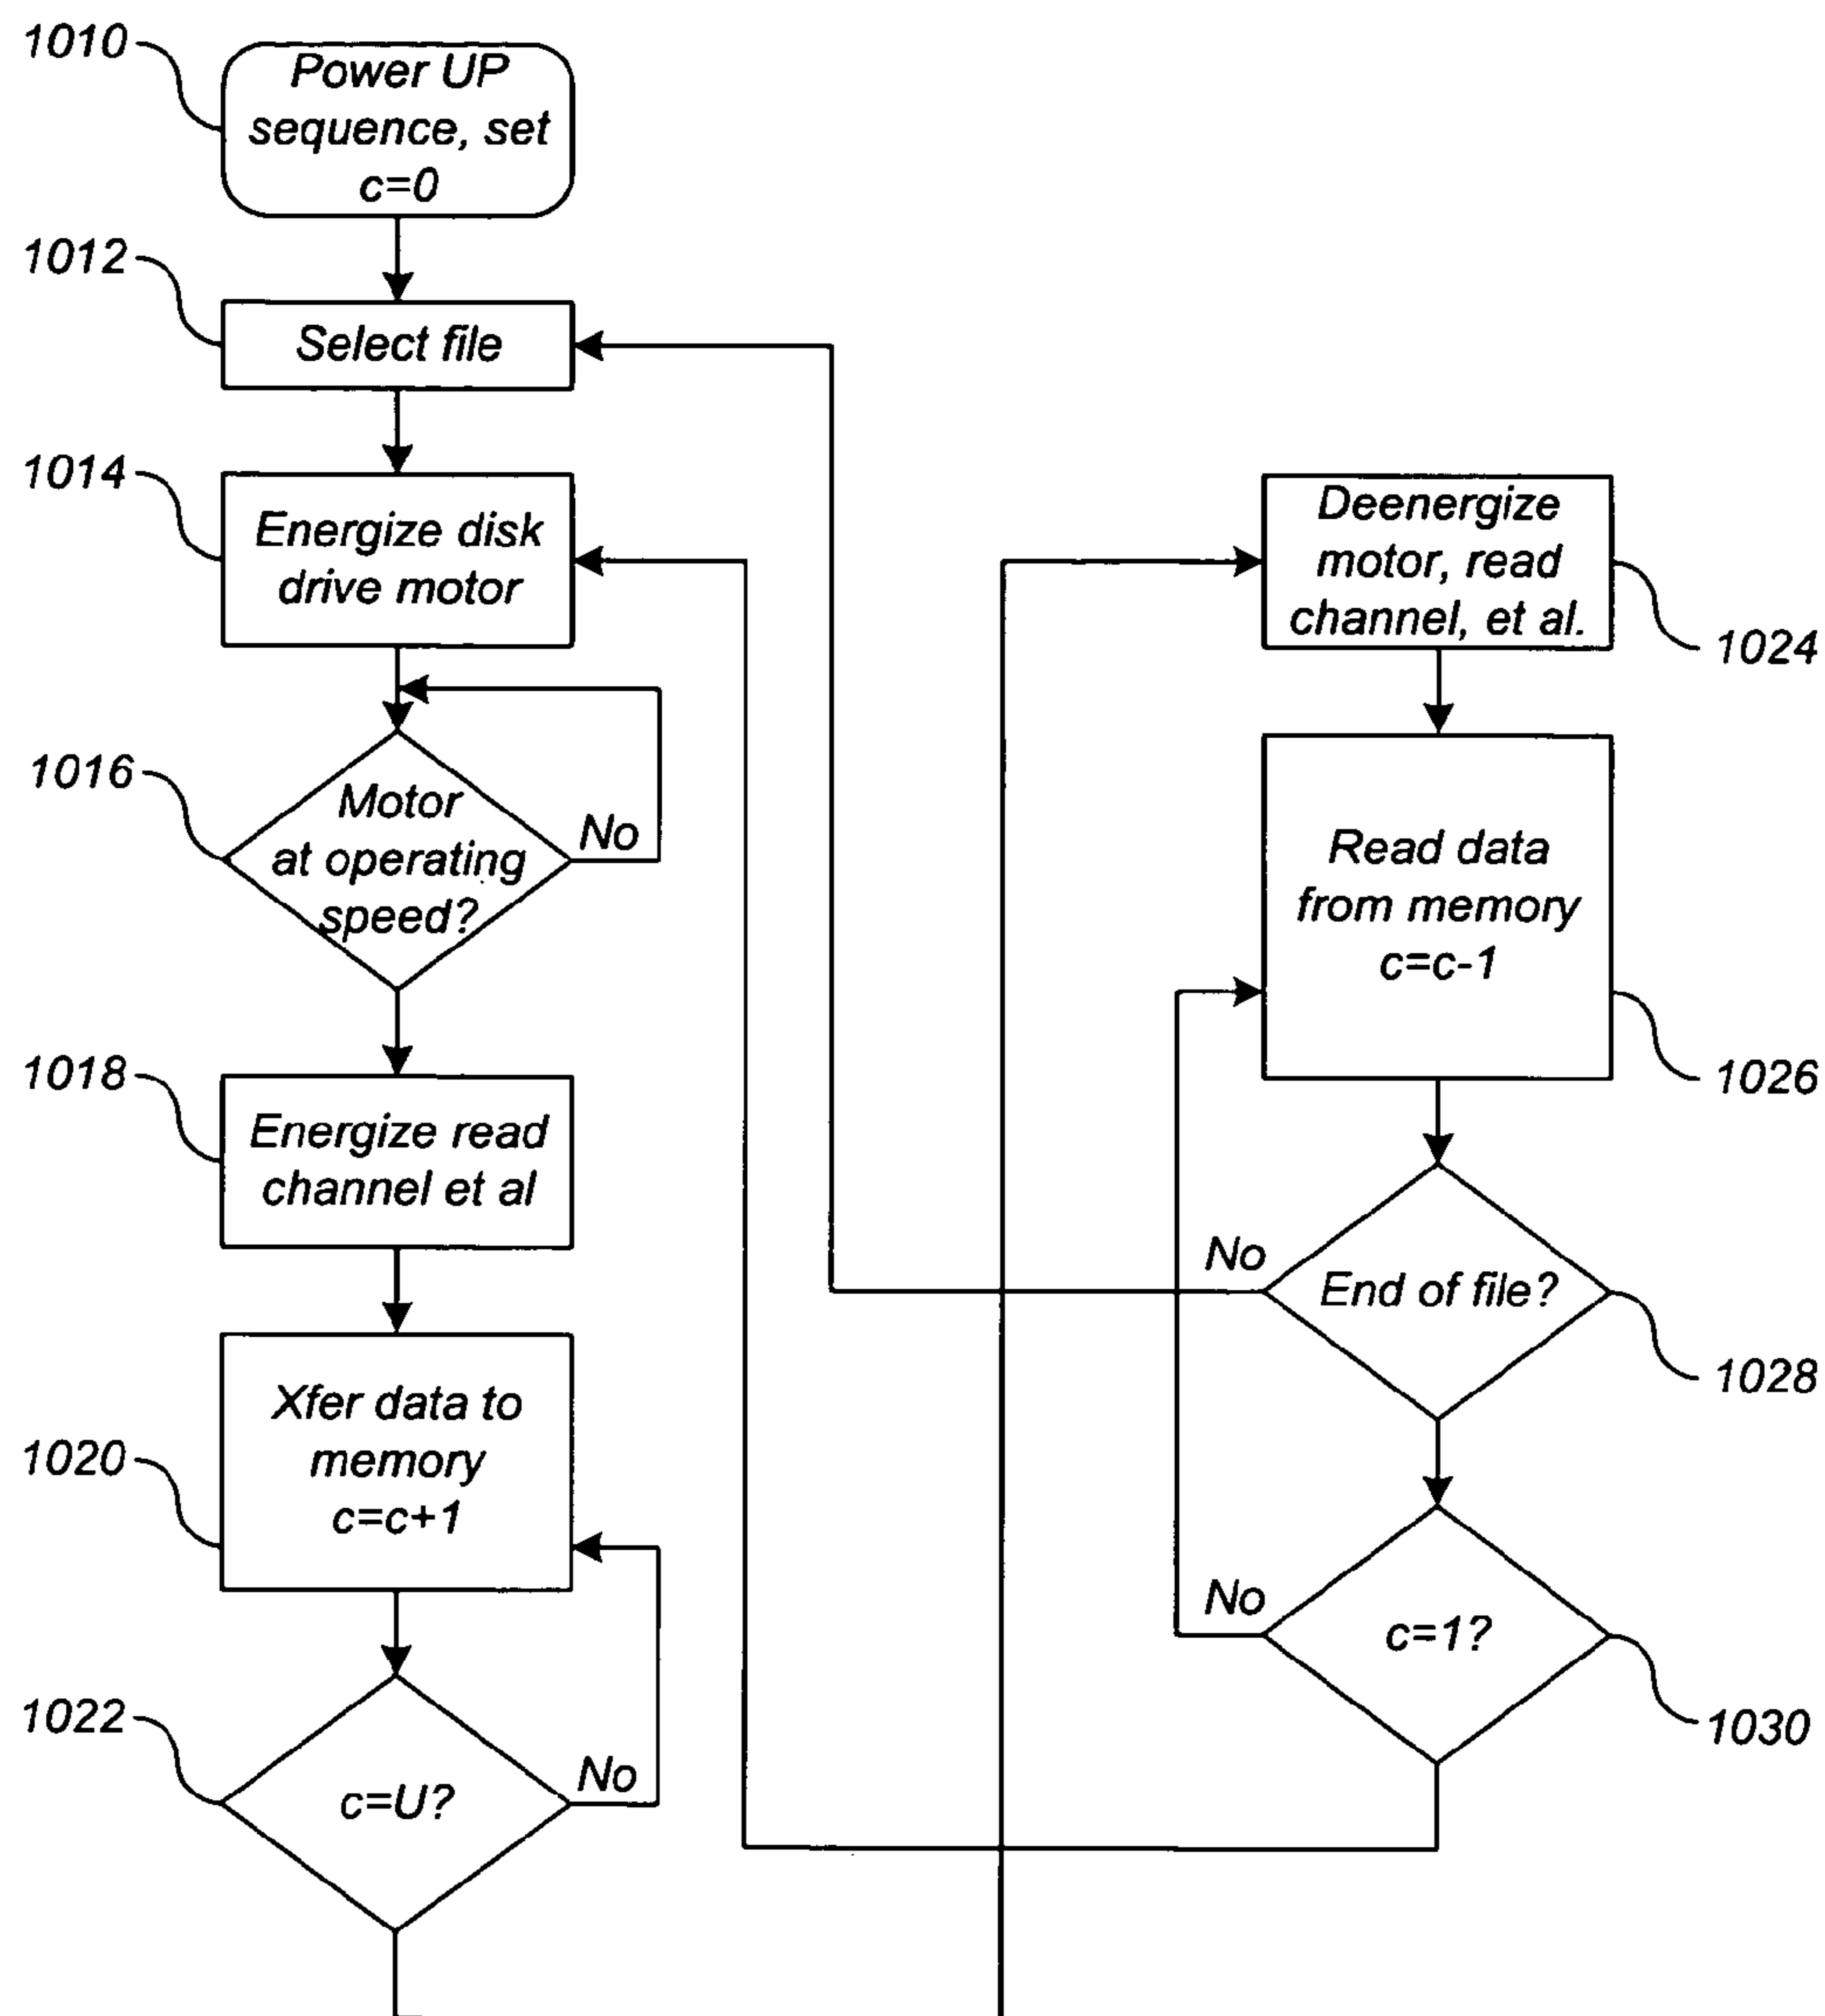 1010
Power UP
sequence, set
c=0
1012
Select file
1014
Energize disk
drive motor
1016
Motor
at operating
speed?
No
1018
Energize read
channel et al
1020
Xfer data to
memory
c=c+1
1022
c=U?
No
Deenergize
motor, read
channel, et al.
1024
Read data
from memory
c=c-1
1026
No
End of file?
1028
No
c=1?
1030